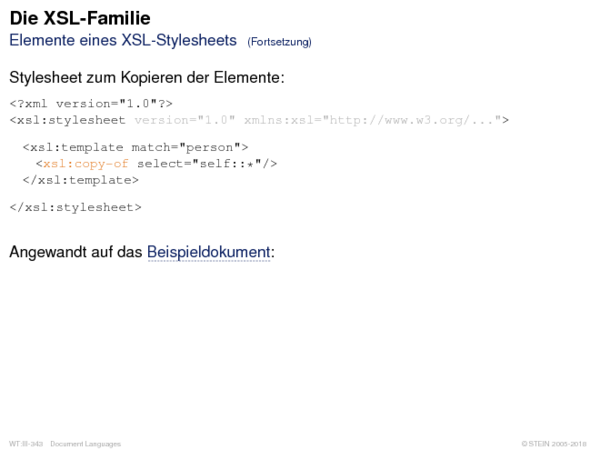 Die XSL-Familie
Elemente eines XSL-Stylesheets (Fortsetzung)
Stylesheet zum Kopieren der Elemente:
<?xml version="1.0"?>
<xsl:stylesheet version="1.0" xmlns:xsl="http://www.w3.org/...">
<xsl:template match="person">
<xsl:copy-of select="self::*"/>
</xsl:template>
</xsl:stylesheet>
Angewandt auf das Beispieldokument:
WT:III-343 Document Languages © STEIN 2005-2018